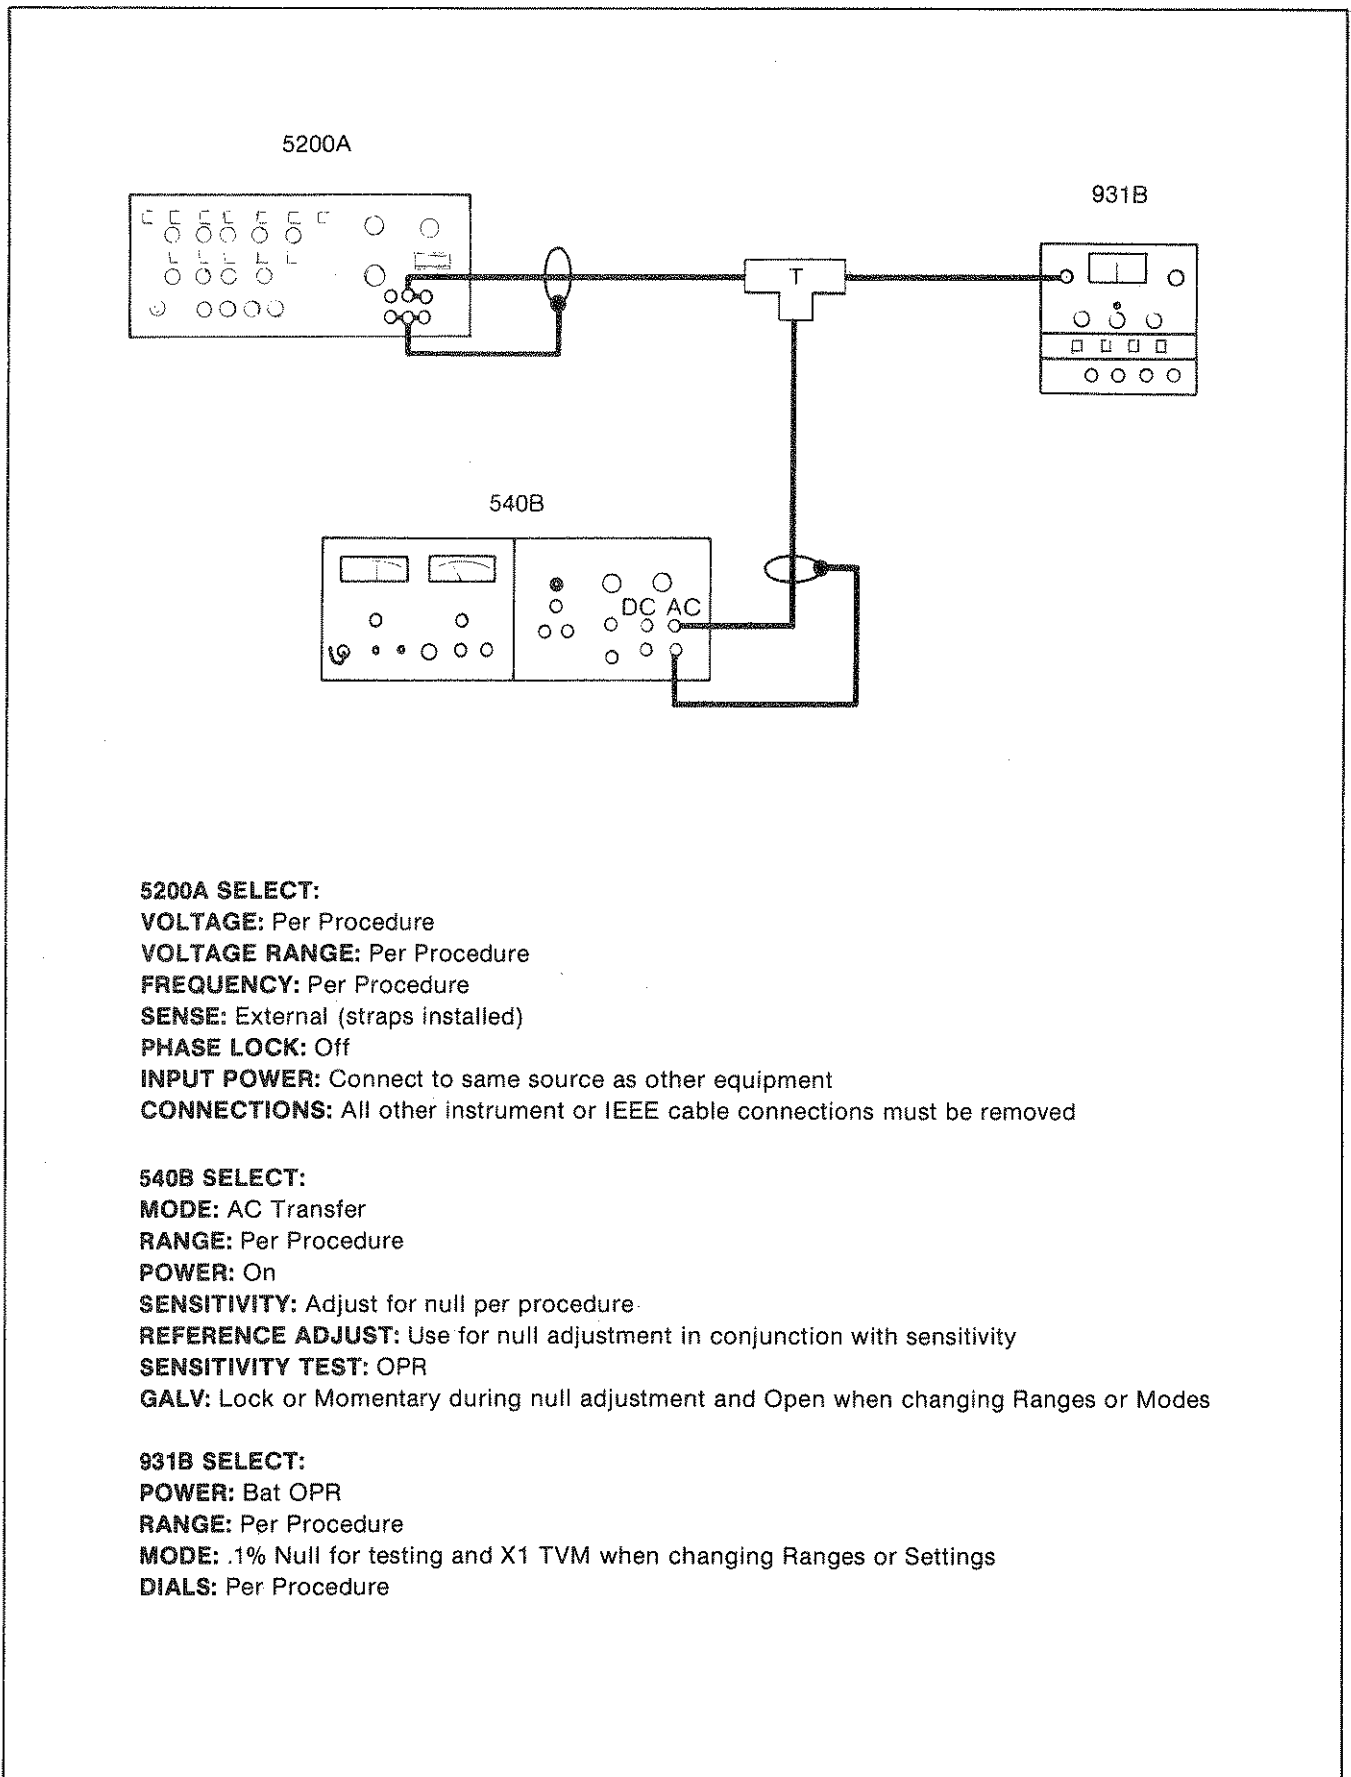 5200A
931B
T
540B
DC AC
5200A SELECT:
VOLTAGE: Per Procedure
VOLTAGE RANGE: Per Procedure
FREQUENCY: Per Procedure
SENSE: External (straps installed)
PHASE LOCK: Off
INPUT POWER: Connect to same source as other equipment
CONNECTIONS: All other instrument or IEEE cable connections must be removed
540B SELECT:
MODE: AC Transfer
RANGE: Per Procedure
POWER: On
SENSITIVITY: Adjust for null per procedure
REFERENCE ADJUST: Use for null adjustment in conjunction with sensitivity
SENSITIVITY TEST: OPR
GALV: Lock or Momentary during null adjustment and Open when changing Ranges or Modes
931B SELECT:
POWER: Bat OPR
RANGE: Per Procedure
MODE: .1% Null for testing and X1 TVM when changing Ranges or Settings
DIALS: Per Procedure